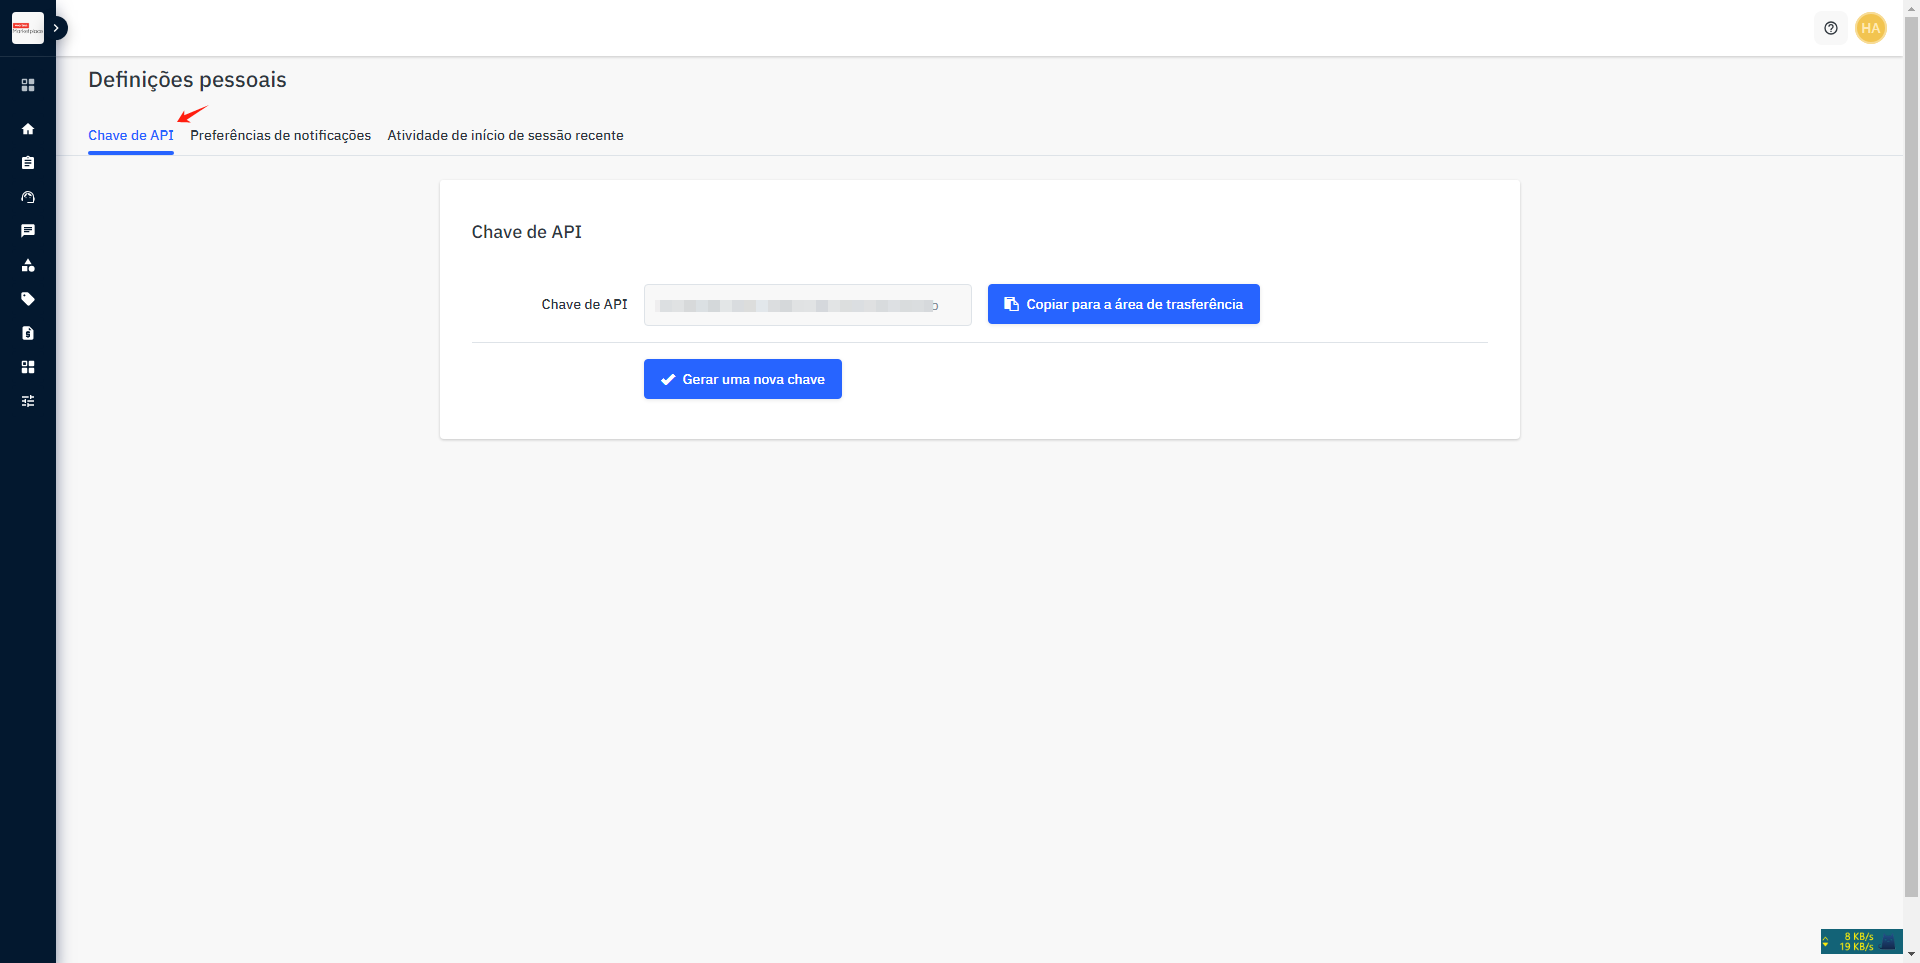 HA
Definições pessoais
Chave de API
Preferências de notificações
Atividade de início de sessão recente
Chave de API
Chave de API
Copiar para a área de trasferência
Gerar uma nova chave
8 KB/s
19 KB/s